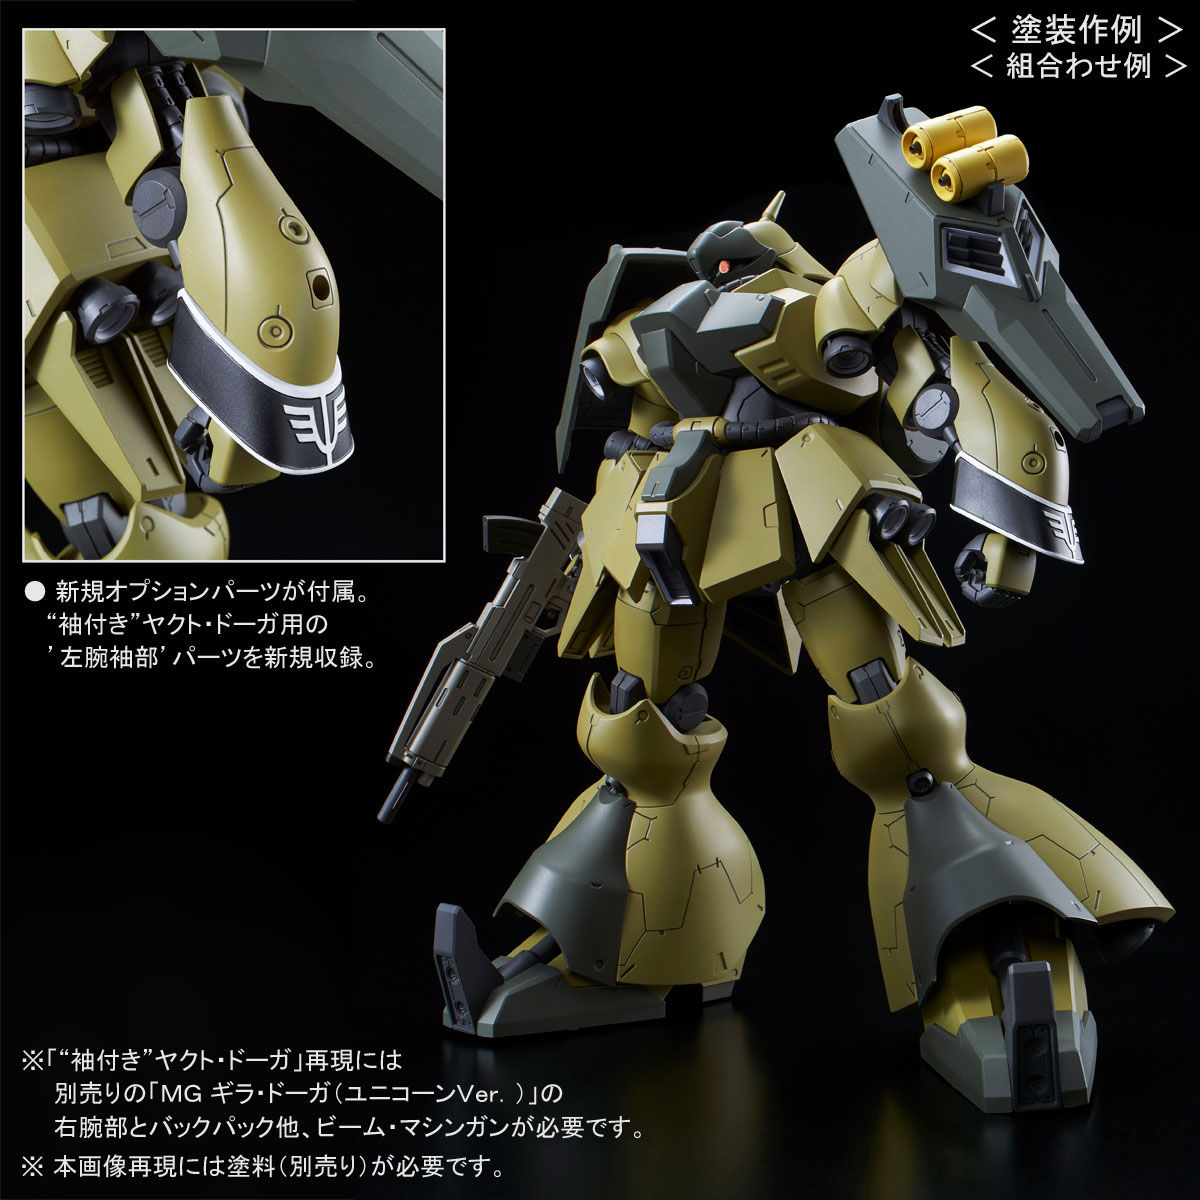 ＜ 塗装作例 ＞
＜ 組合わせ例 ＞
● 新規オプションパーツが付属。
“袖付き”ヤクト・ドーガ用の
’左腕袖部’パーツを新規収録。
※「“袖付き”ヤクト・ドーガ」再現には
別売りの「MG ギラ・ドーガ（ユニコーンVer. ）」の
右腕部とバックパック他、ビーム・マシンガンが必要です。
※ 本画像再現には塗料（別売り）が必要です。